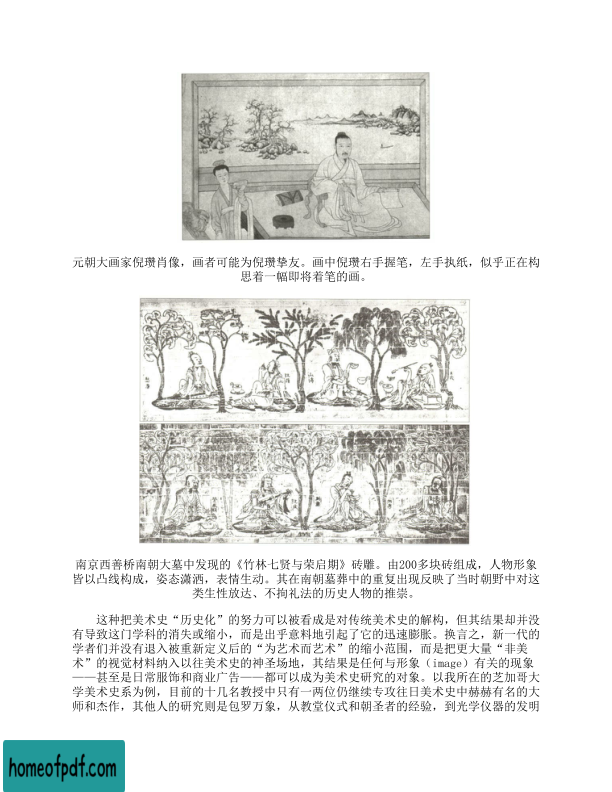 元朝大画家倪瓒肖像，画者可能为倪瓒挚友。画中倪瓒右手握笔，左手执纸，似乎正在构
思着一幅即将着笔的画。
南京西善桥南朝大墓中发现的《竹林七贤与荣启期》砖雕。由200多块砖组成，人物形象
皆以凸线构成，姿态潇洒，表情生动。其在南朝墓葬中的重复出现反映了当时朝野中对这
类生性放达、不拘礼法的历史人物的推崇。
这种把美术史“历史化”的努力可以被看成是对传统美术史的解构，但其结果却并没
有导致这门学科的消失或缩小，而是出乎意料地引起了它的迅速膨胀。换言之，新一代的
学者们并没有退入被重新定义后的“为艺术而艺术”的缩小范围，而是把更大量“非美
术”的视觉材料纳入以往美术史的神圣场地，其结果是任何与形象（image）有关的现象
——甚至是日常服饰和商业广告——都可以成为美术史研究的对象。以我所在的芝加哥大
学美术史系为例，目前的十几名教授中只有一两位仍继续专攻往日美术史中赫赫有名的大
师和杰作，其他人的研究则是包罗万象，从教堂仪式和朝圣者的经验，到光学仪器的发明
homeofpdf.com